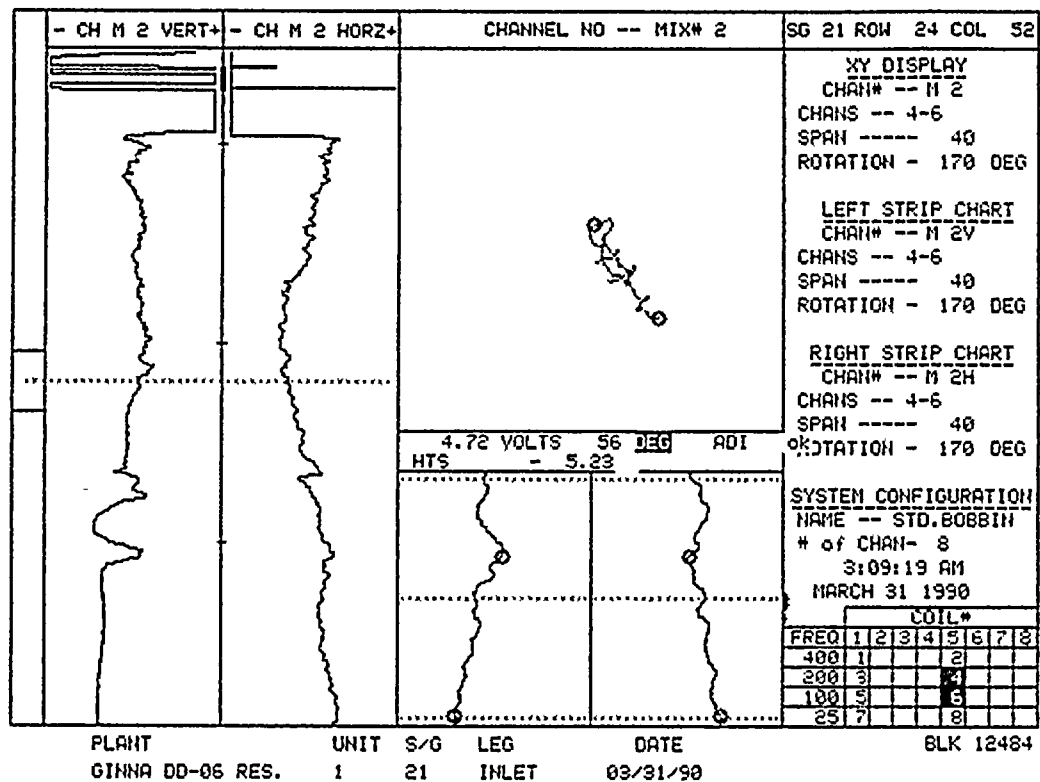 - CH M 2 VERT+
- CH M 2 HORZ+
CHANNEL NO -- MIX# 2
SG 21 ROW 24 COL 52
XY DISPLAY
CHAN# -- M 2
CHANS -- 4-6
SPAN ----- 40
ROTATION - 170 DEG
LEFT STRIP CHART
CHAN# -- M 2V
CHANS -- 4-6
SPAN ----- 40
ROTATION - 170 DEG
RIGHT STRIP CHART
CHAN# -- M 2H
CHANS -- 4-6
SPAN ----- 40
ROTATION - 170 DEG
4.72 VOLTS 56 DEG ADI ok
HTS - 5.23
SYSTEM CONFIGURATION
NAME -- STD.BOBBIN
# of CHAN- 8
3:09:19 AM
MARCH 31 1990
COIL#
FREQ 1 2 3 4 5 6 7 8
400 1 2
200 3 4
100 5 6
25 7 8
PLANT UNIT S/G LEG DATE BLK 12484
GINNA DD-06 RES. 1 21 INLET 03/31/90